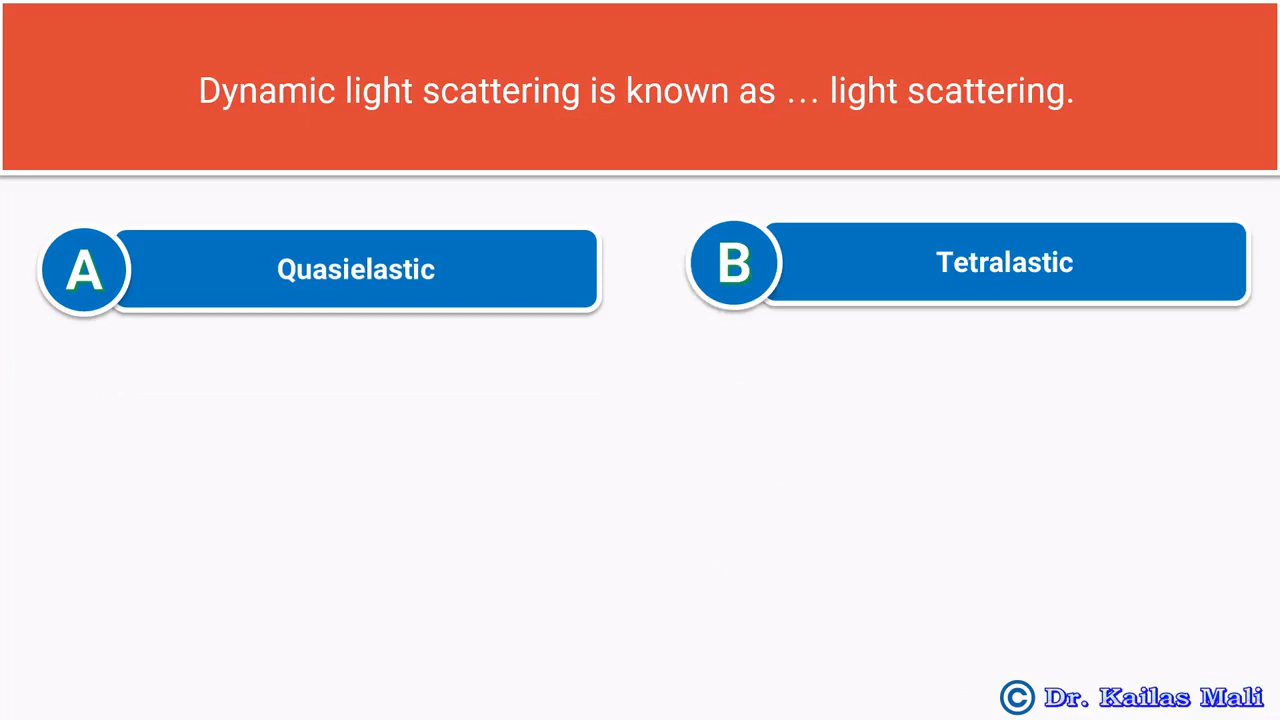 Dynamic light scattering is known as … light scattering.
A Quasielastic
B Tetralastic
© Dr. Kailas Mali